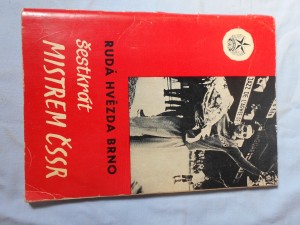 RUDÁ HVĚZDA BRNO
šestkrát
MISTREM ČSSR